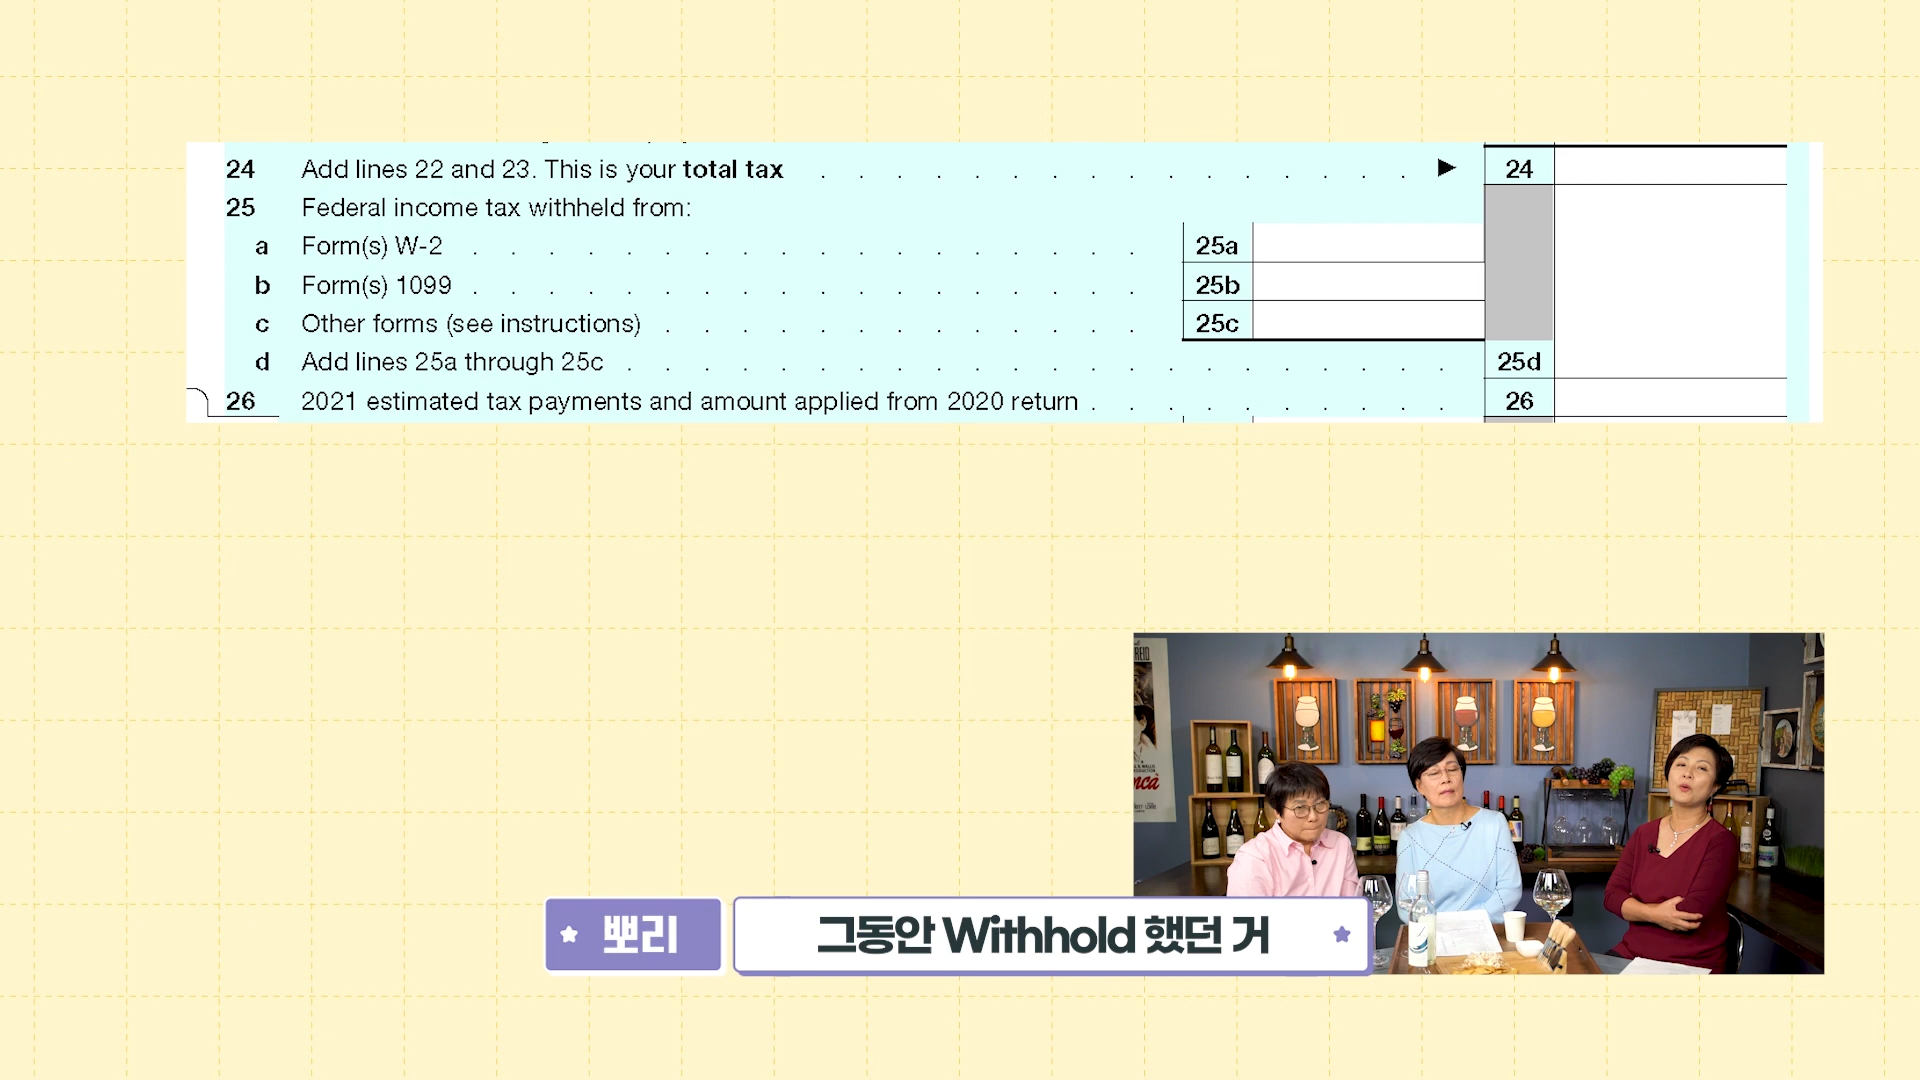 24 Add lines 22 and 23. This is your total tax . . . . . . . . . . . . . . . . ▶ 24
25 Federal income tax withheld from:
a Form(s) W-2 . . . . . . . . . . . . . . . . . . 25a
b Form(s) 1099 . . . . . . . . . . . . . . . . . . 25b
c Other forms (see instructions) . . . . . . . . . . . . . 25c
d Add lines 25a through 25c . . . . . . . . . . . . . . . . . . . . . . 25d
26 2021 estimated tax payments and amount applied from 2020 return . . . . . . . . . . 26
REID
뽀리 그동안 Withhold 했던 거